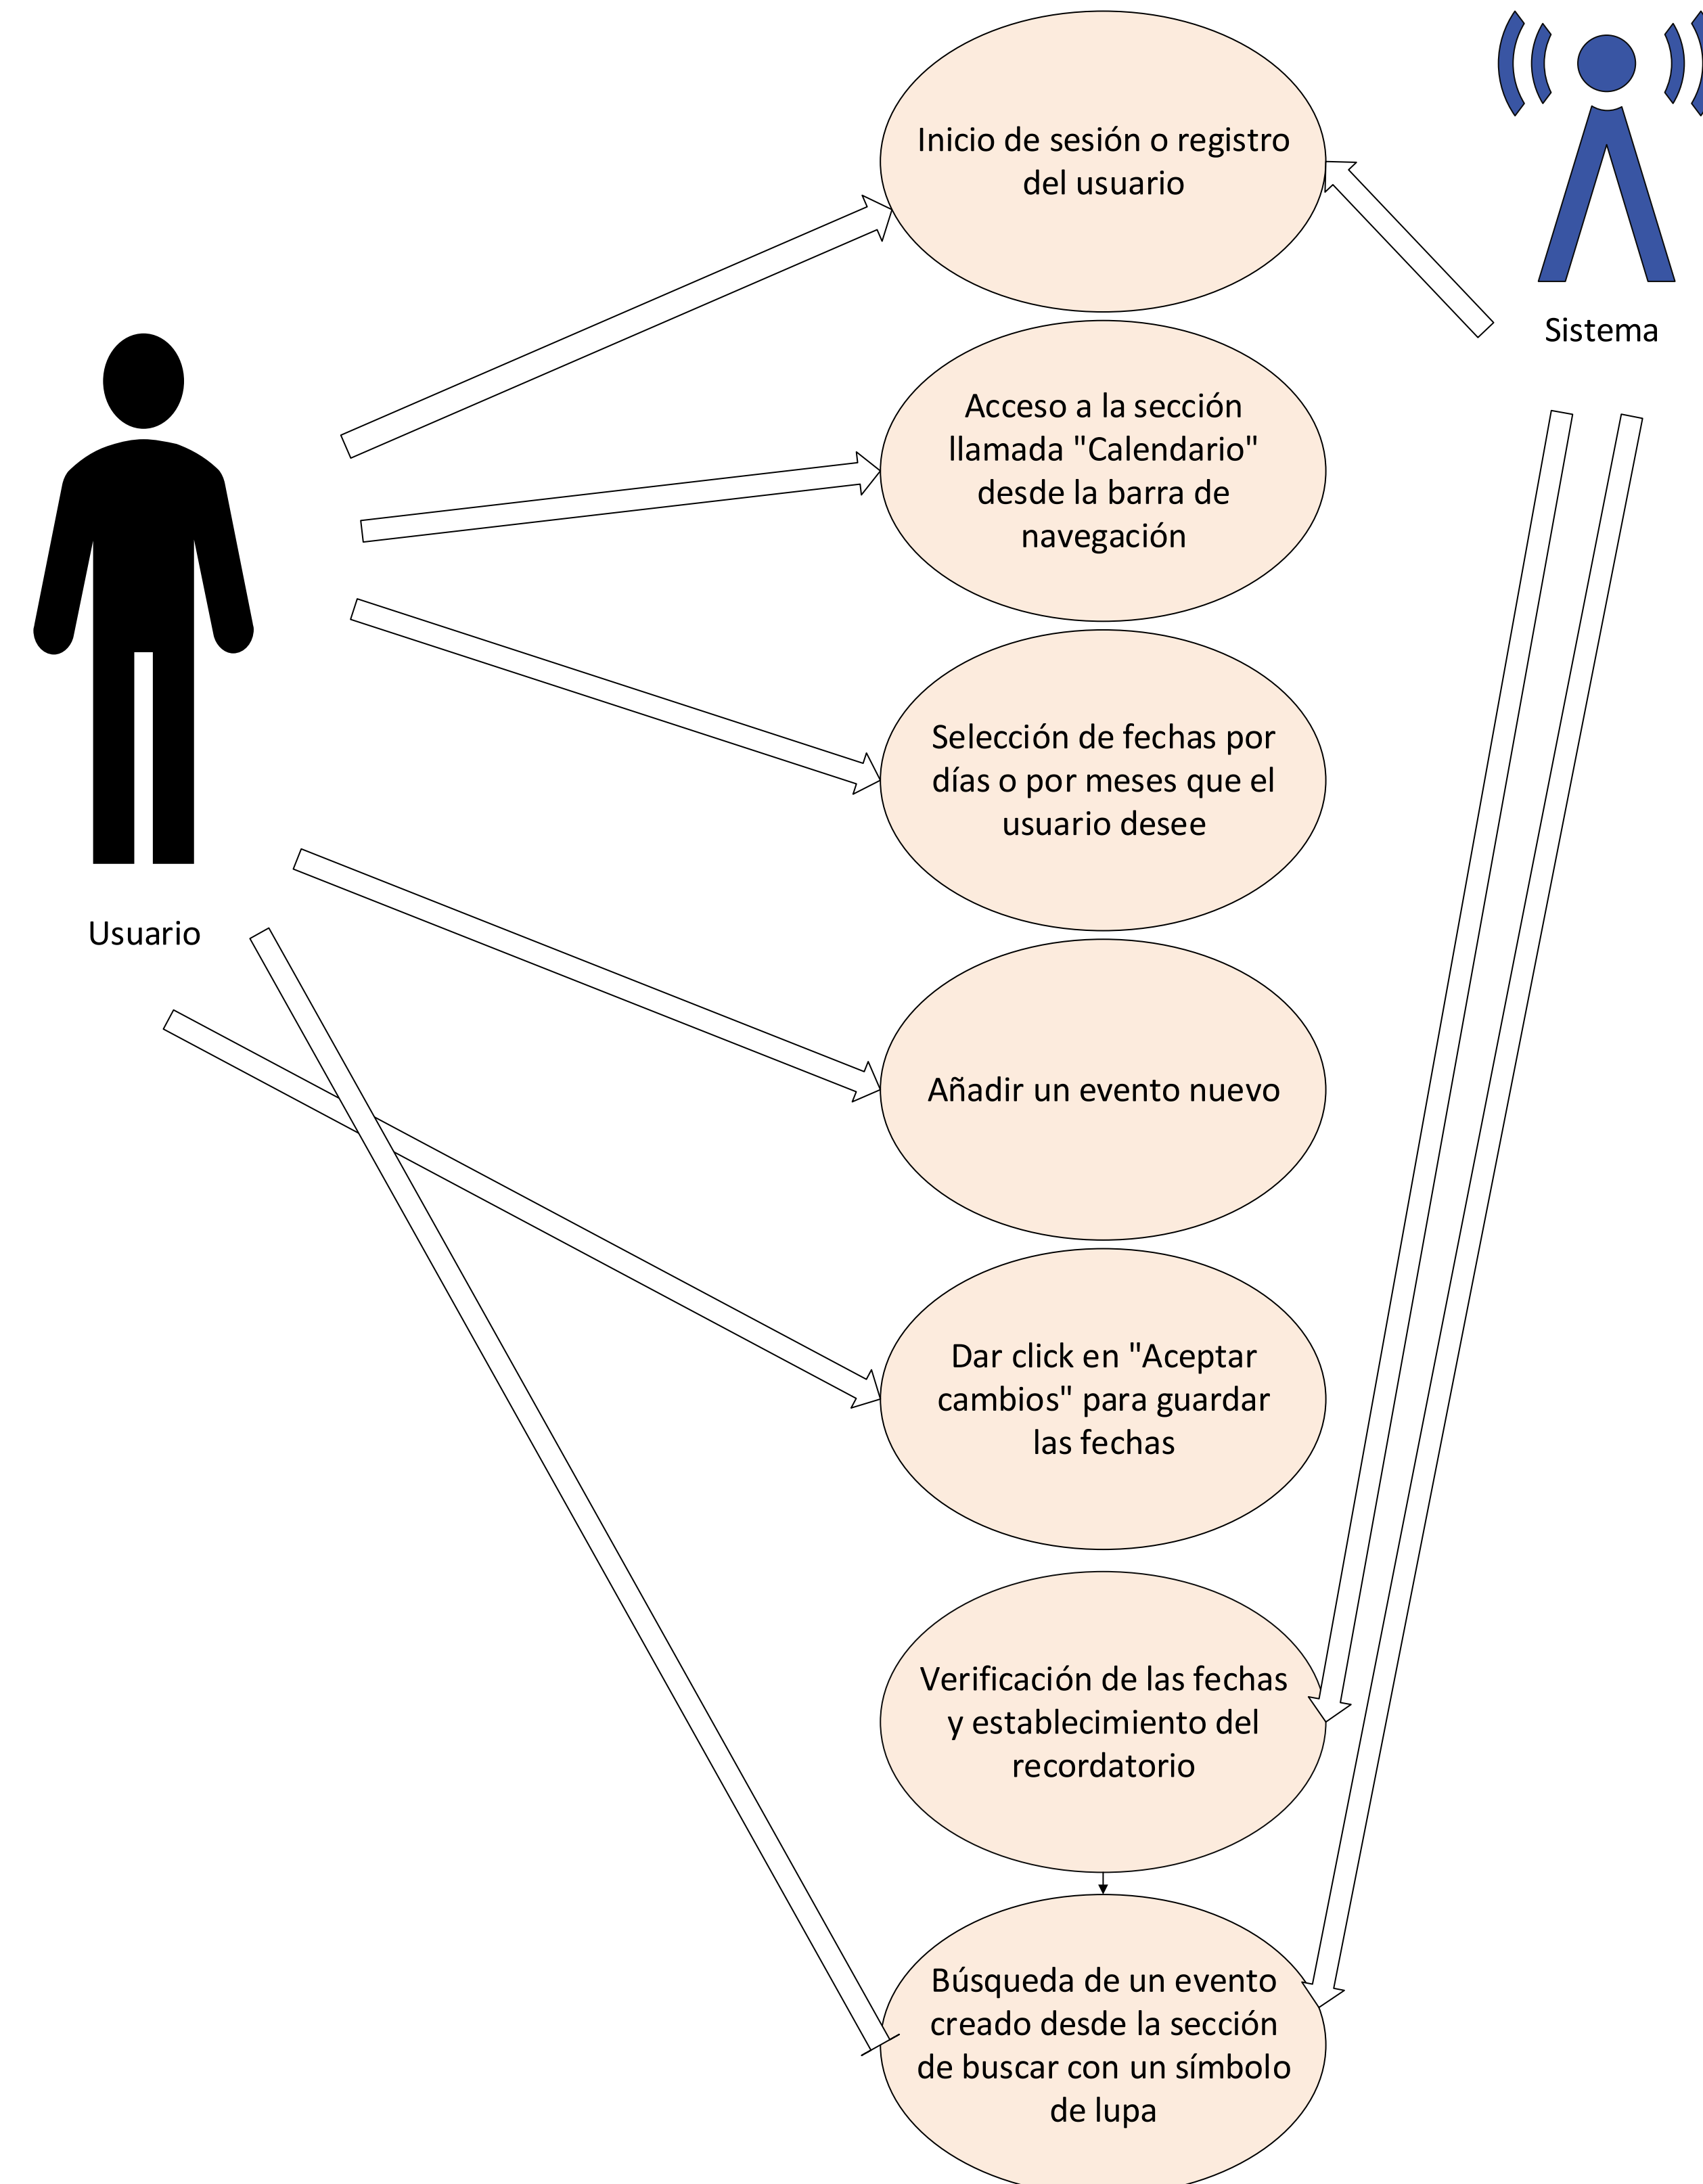 Inicio de sesión o registro
del usuario
Sistema
Acceso a la sección
llamada "Calendario"
desde la barra de
navegación
Selección de fechas por
días o por meses que el
usuario desee
Usuario
Añadir un evento nuevo
Dar click en "Aceptar
cambios" para guardar
las fechas
Verificación de las fechas
y establecimiento del
recordatorio
Búsqueda de un evento
creado desde la sección
de buscar con un símbolo
de lupa